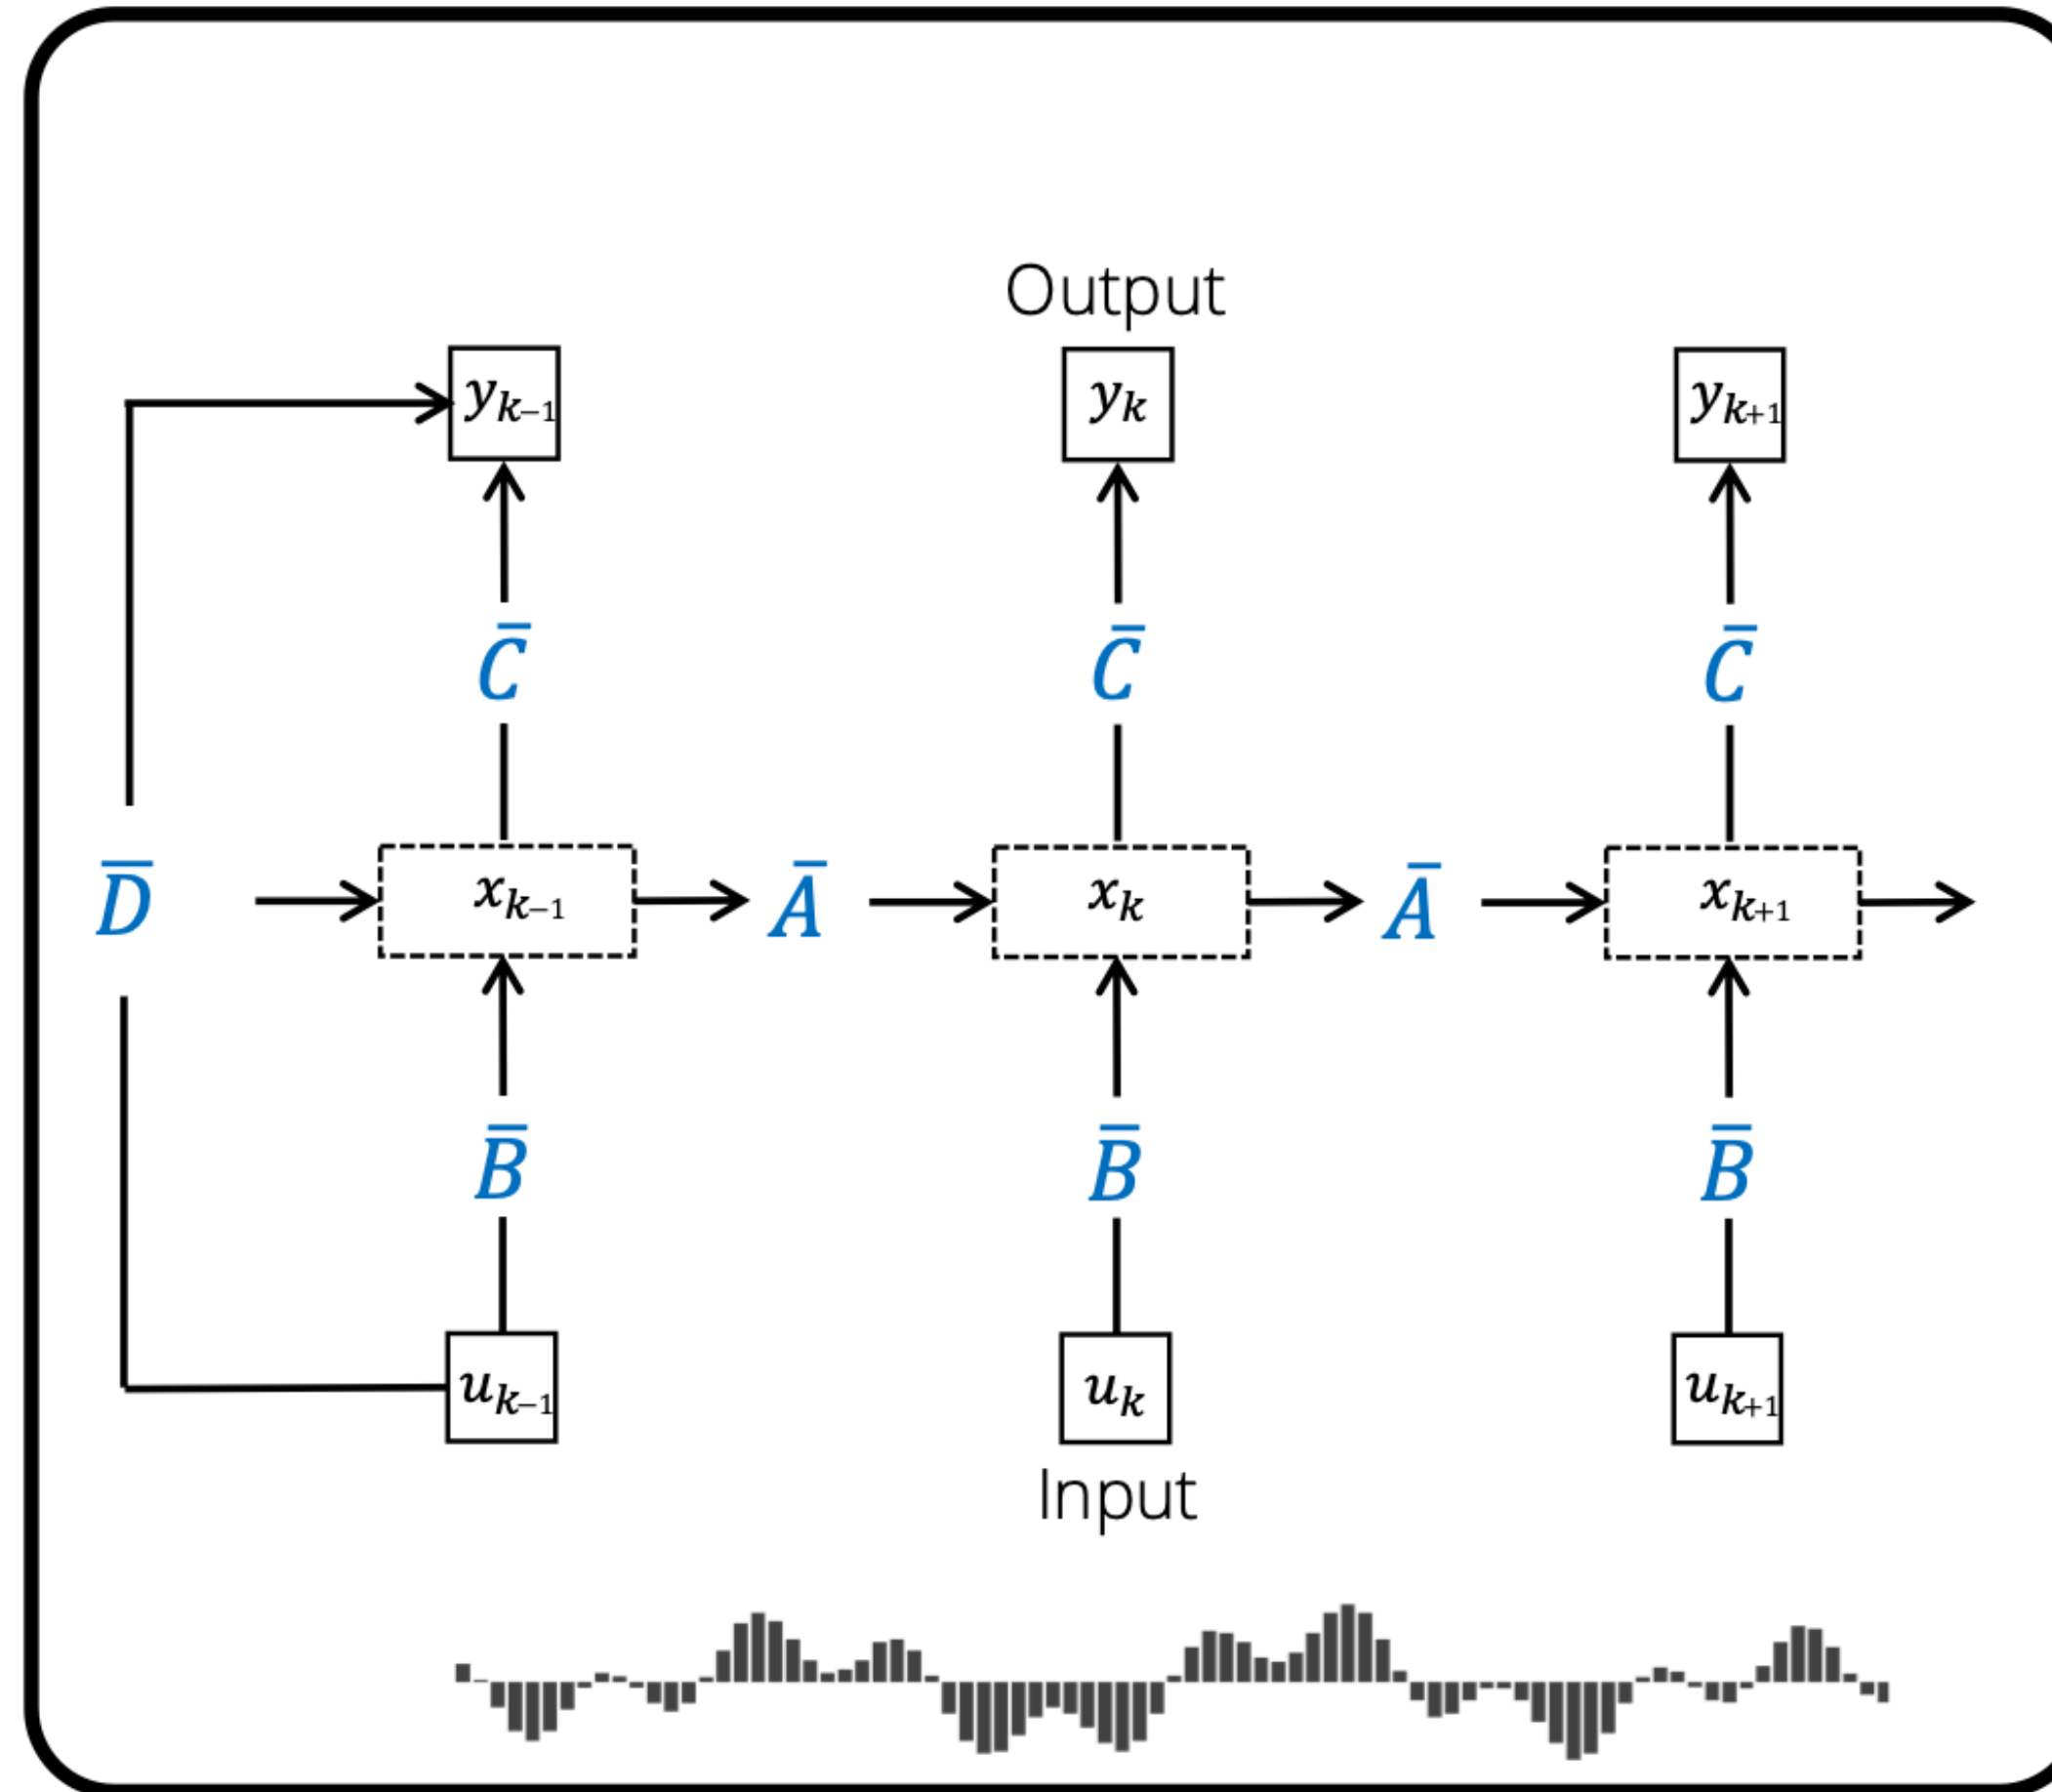 Output
y_{k−1} y_k y_{k+1}
C̅ C̅ C̅
D̅ x_{k−1} A̅ x_k A̅ x_{k+1}
B̅ B̅ B̅
u_{k−1} u_k u_{k+1}
Input